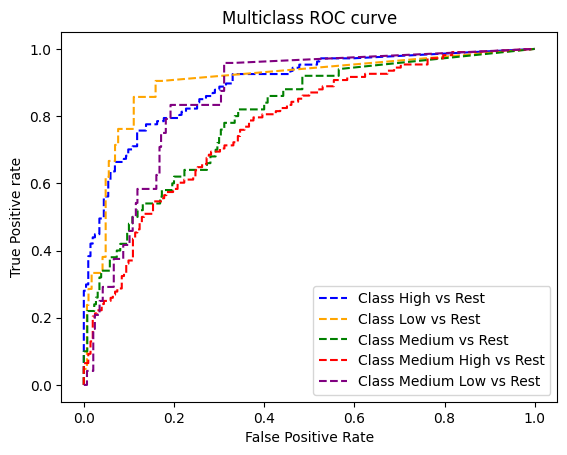 Multiclass ROC curve
True Positive rate
1.0
0.8
0.6
0.4
0.2
0.0
Class High vs Rest
Class Low vs Rest
Class Medium vs Rest
Class Medium High vs Rest
Class Medium Low vs Rest
0.0 0.2 0.4 0.6 0.8 1.0
False Positive Rate